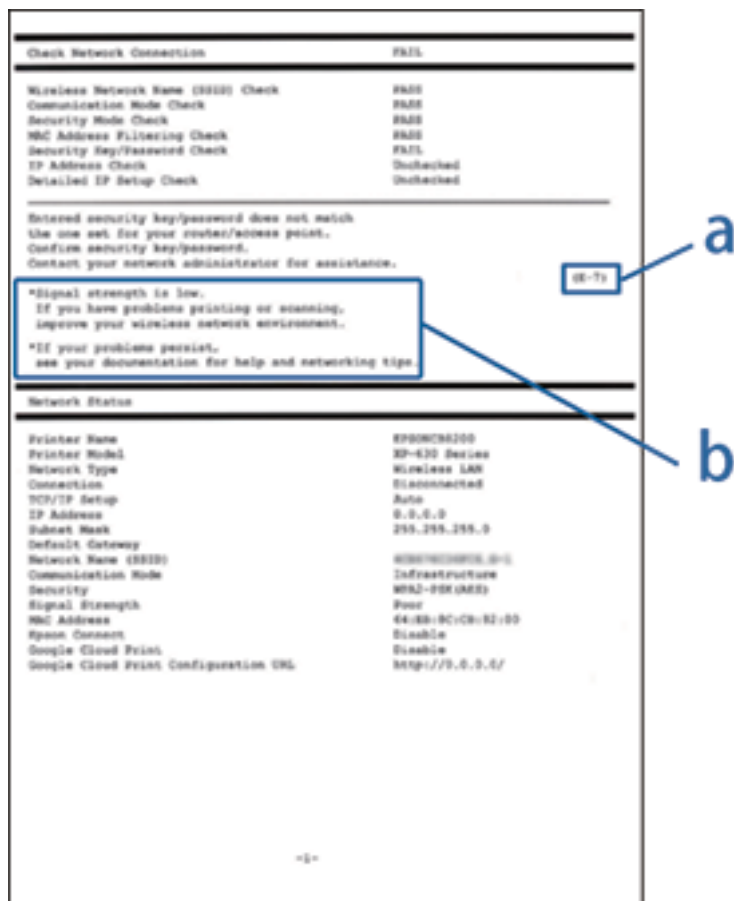 Check Network Connection FAIL
Wireless Network Name (SSID) Check PASS
Communication Mode Check PASS
Security Mode Check PASS
MAC Address Filtering Check PASS
Security Key/Password Check FAIL
IP Address Check Unchecked
Detailed IP Setup Check Unchecked
Entered security key/password does not match
the one set for your router/access point.
Confirm security key/password.
Contact your network administrator for assistance.
(E-7)
a
*Signal strength is low.
If you have problems printing or scanning,
improve your wireless network environment.
*If your problems persist,
see your documentation for help and networking tips.
b
Network Status
Printer Name
Printer Model XP-630 Series
Network Type Wireless LAN
Connection Disconnected
TCP/IP Setup Auto
IP Address 0.0.0.0
Subnet Mask 255.255.255.0
Default Gateway
Network Name (SSID)
Communication Mode Infrastructure
Security WPA2-PSK(AES)
Signal Strength Poor
MAC Address
Epson Connect Disable
Google Cloud Print Disable
Google Cloud Print Configuration URL http://0.0.0.0/
-1-